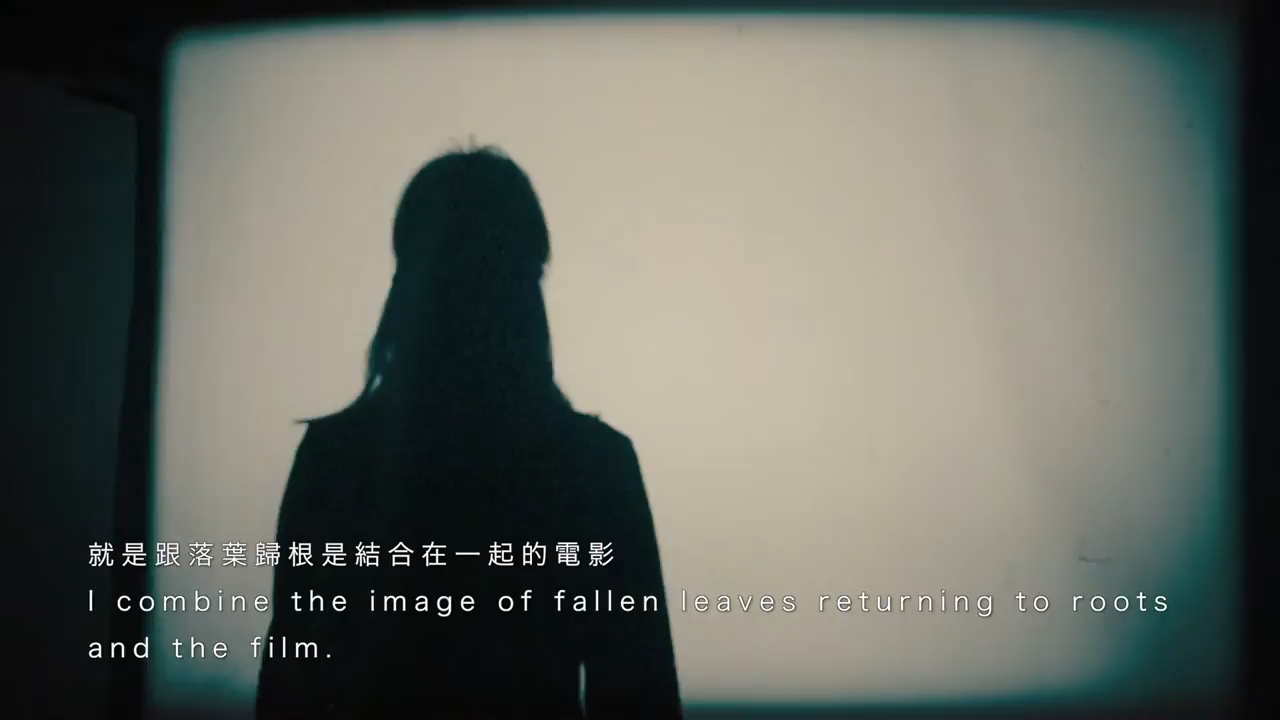 就是跟落葉歸根是結合在一起的電影
I combine the image of fallen leaves returning to roots
and the film.